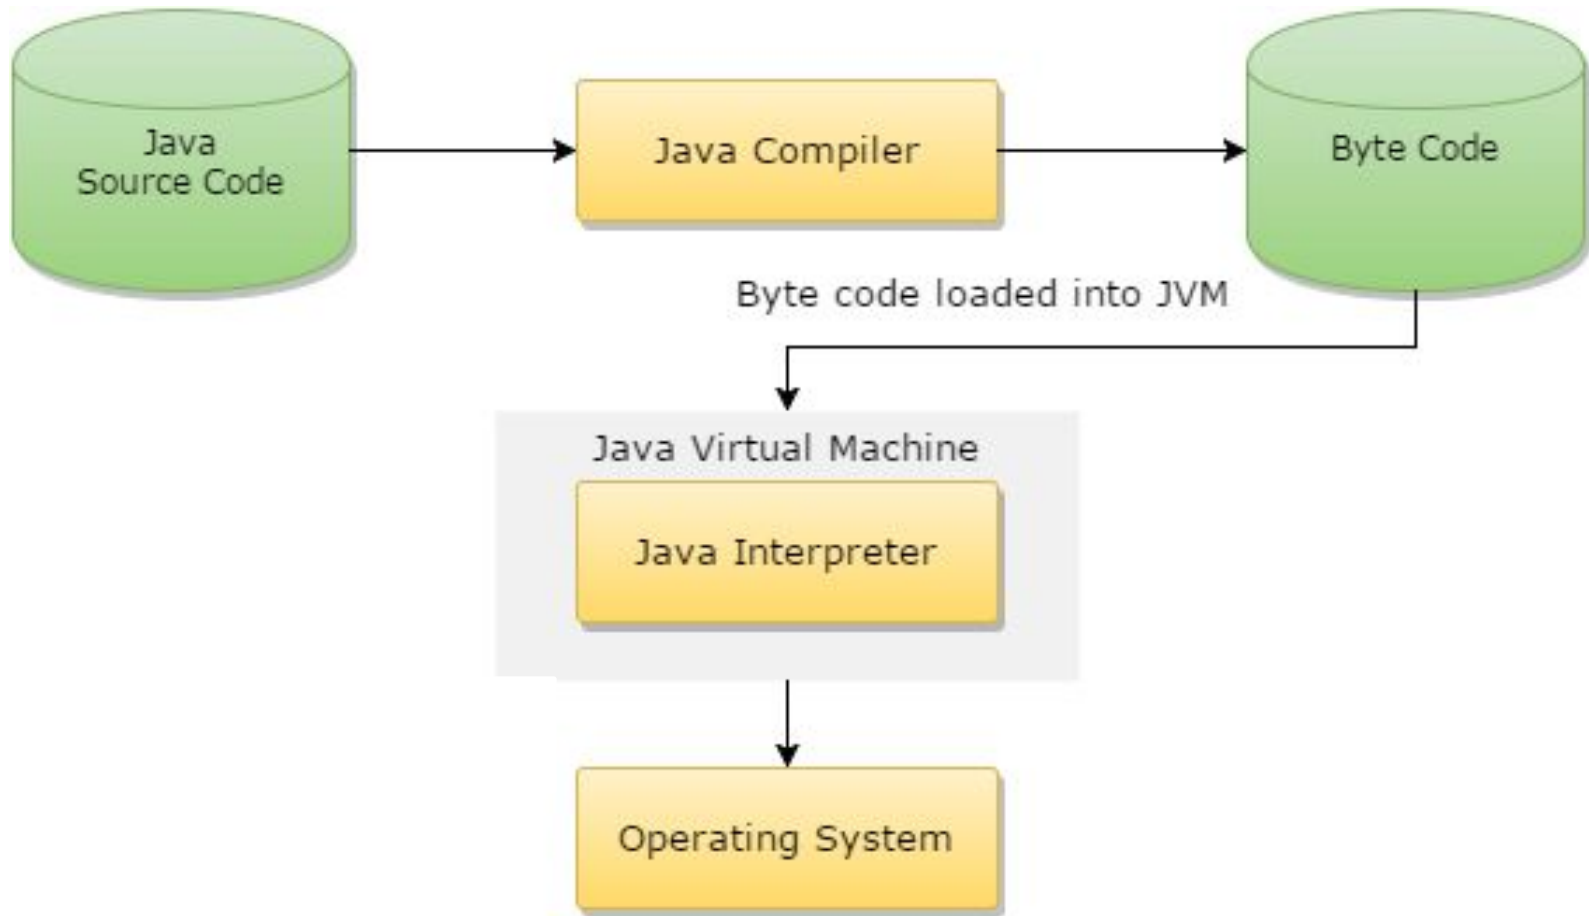 Java
Source Code
Java Compiler
Byte Code
Byte code loaded into JVM
Java Virtual Machine
Java Interpreter
Operating System